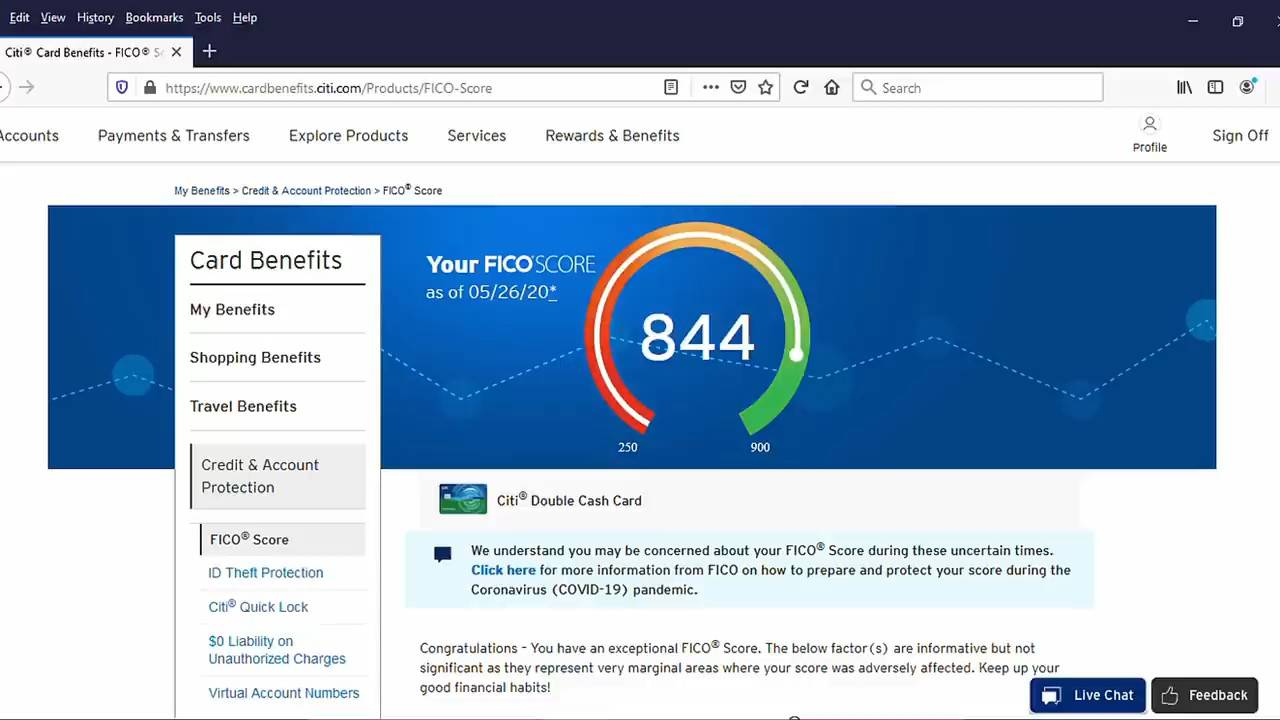 Edit View History Bookmarks Tools Help
Citi® Card Benefits - FICO® Sc
https://www.cardbenefits.citi.com/Products/FICO-Score
Search
Accounts Payments & Transfers Explore Products Services Rewards & Benefits Profile Sign Off
My Benefits > Credit & Account Protection > FICO® Score
Card Benefits
My Benefits
Shopping Benefits
Travel Benefits
Credit & Account
Protection
FICO® Score
ID Theft Protection
Citi® Quick Lock
$0 Liability on
Unauthorized Charges
Virtual Account Numbers
Your FICO® SCORE
as of 05/26/20*
844
250 900
Citi® Double Cash Card
We understand you may be concerned about your FICO® Score during these uncertain times.
Click here for more information from FICO on how to prepare and protect your score during the
Coronavirus (COVID-19) pandemic.
Congratulations – You have an exceptional FICO® Score. The below factor(s) are informative but not
significant as they represent very marginal areas where your score was adversely affected. Keep up your
good financial habits!
Live Chat Feedback